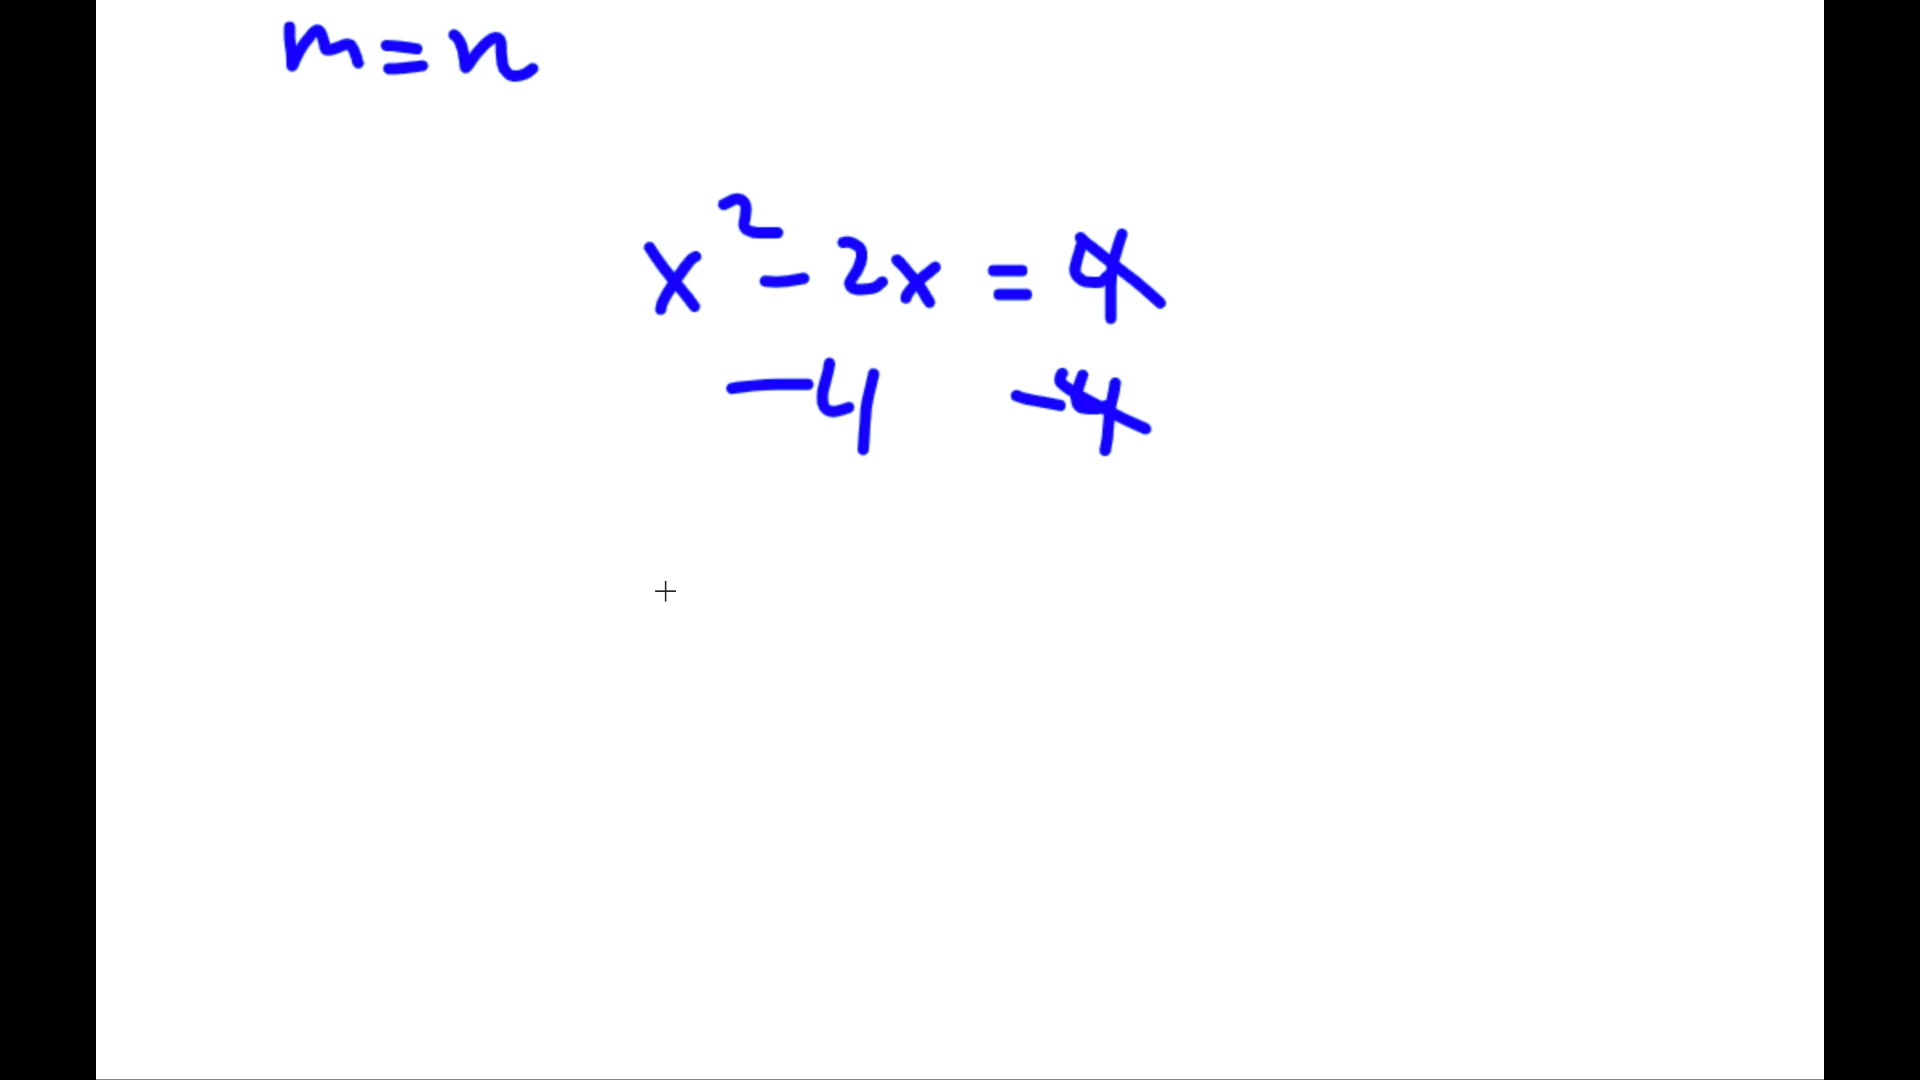 m = n
x² - 2x = 4
-4 -4